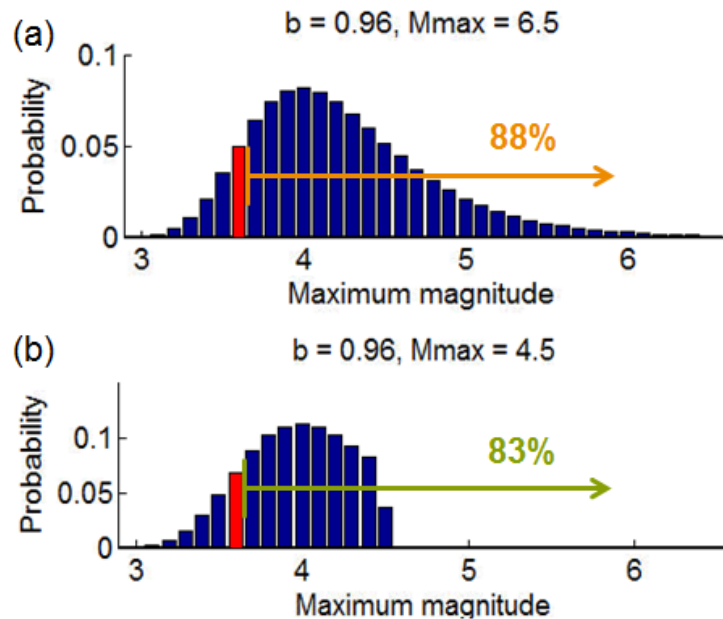 (a)
b = 0.96, Mmax = 6.5
0.1
0.05
0
Probability
88%
3 4 5 6
Maximum magnitude
(b)
b = 0.96, Mmax = 4.5
0.1
0.05
0
Probability
83%
3 4 5 6
Maximum magnitude